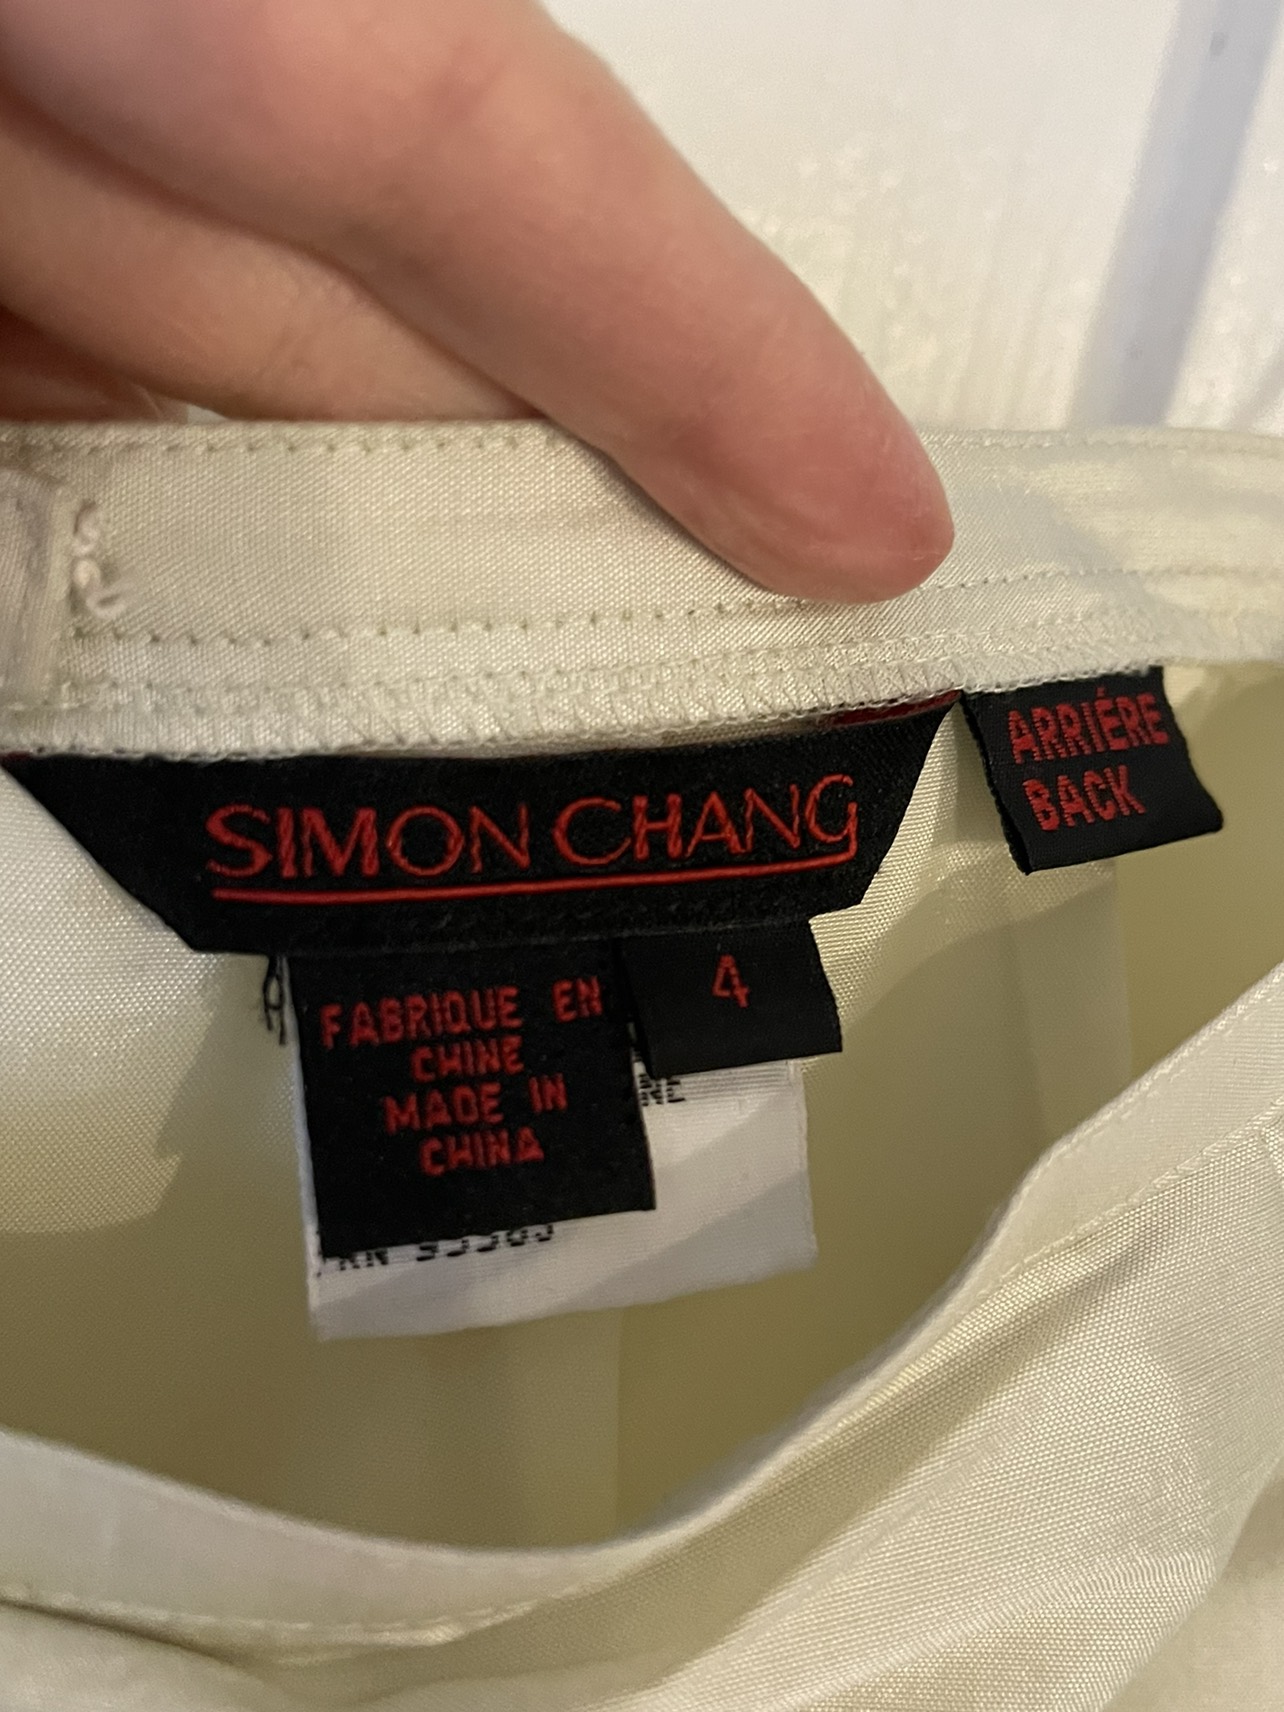 SIMON CHANG
ARRIÉRE
BACK
4
FABRIQUE EN
CHINE
MADE IN
CHINA